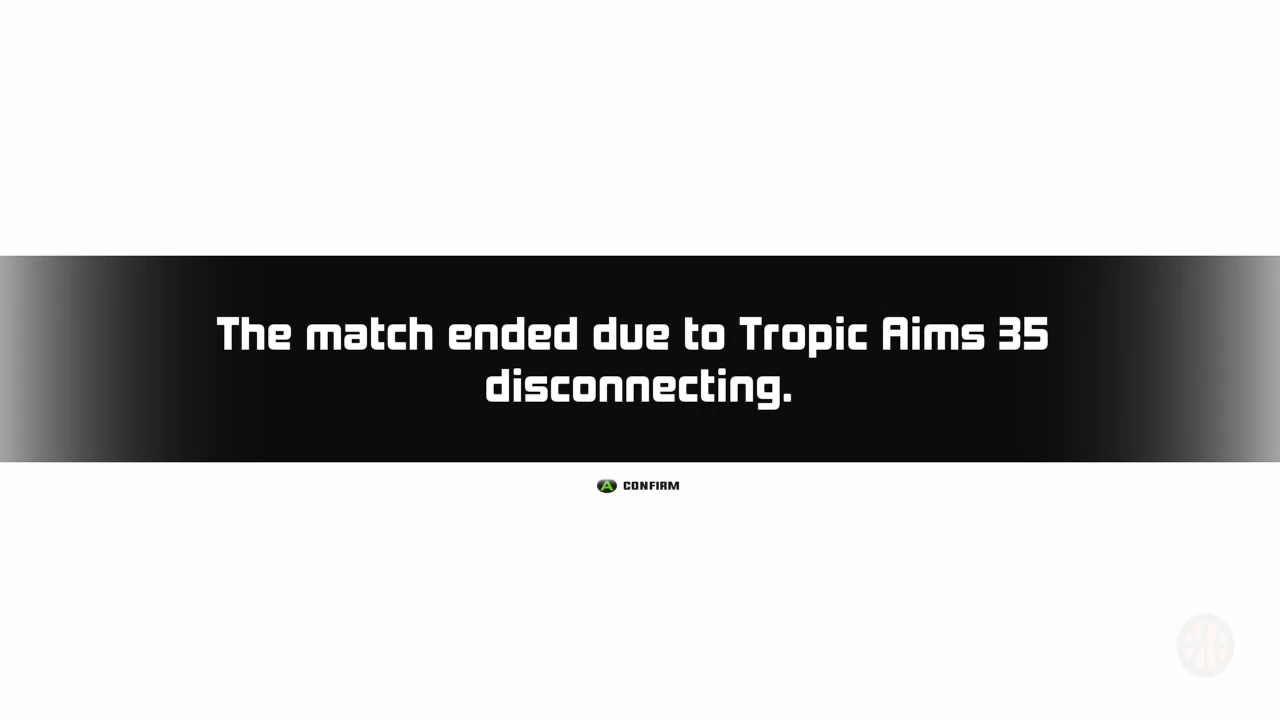 The match ended due to Tropic Aims 35
disconnecting.
A CONFIRM